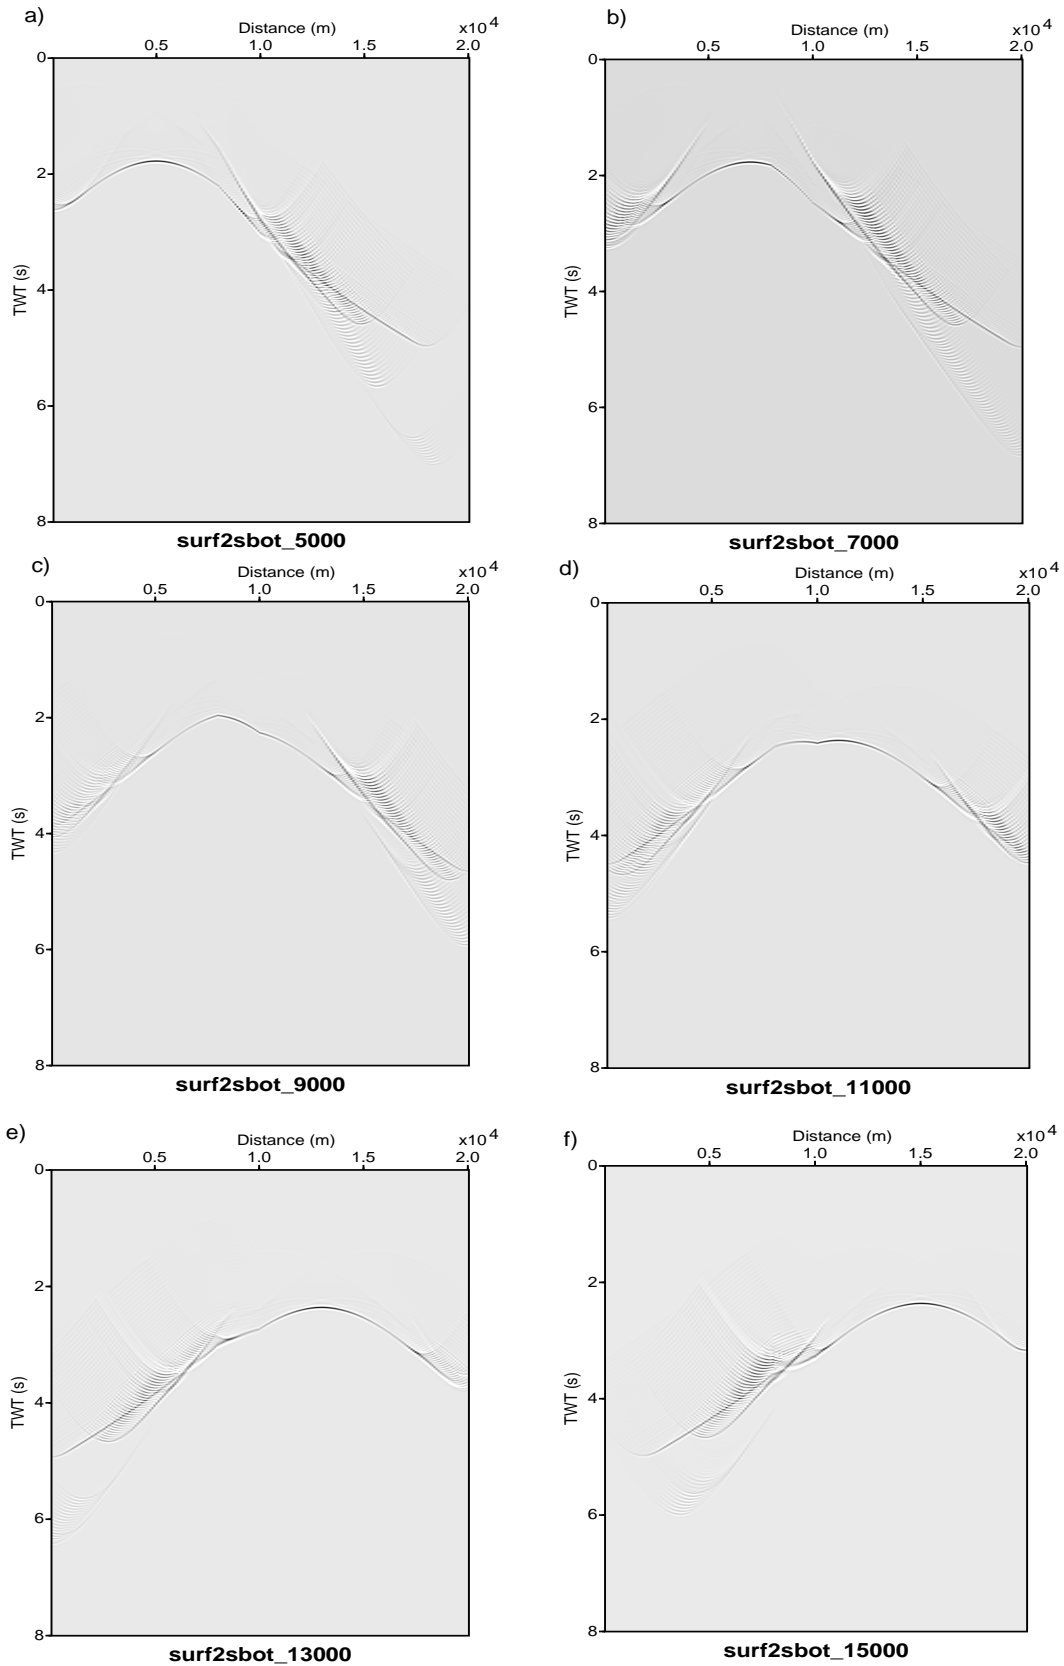 a)
Distance (m)
x10 4
0.5 1.0 1.5 2.0
0
2
4
6
8
TWT (s)
surf2sbot_5000
b)
Distance (m)
x10 4
0.5 1.0 1.5 2.0
0
2
4
6
8
TWT (s)
surf2sbot_7000
c)
Distance (m)
x10 4
0.5 1.0 1.5 2.0
0
2
4
6
8
TWT (s)
surf2sbot_9000
d)
Distance (m)
x10 4
0.5 1.0 1.5 2.0
0
2
4
6
8
TWT (s)
surf2sbot_11000
e)
Distance (m)
x10 4
0.5 1.0 1.5 2.0
0
2
4
6
8
TWT (s)
surf2sbot_13000
f)
Distance (m)
x10 4
0.5 1.0 1.5 2.0
0
2
4
6
8
TWT (s)
surf2sbot_15000